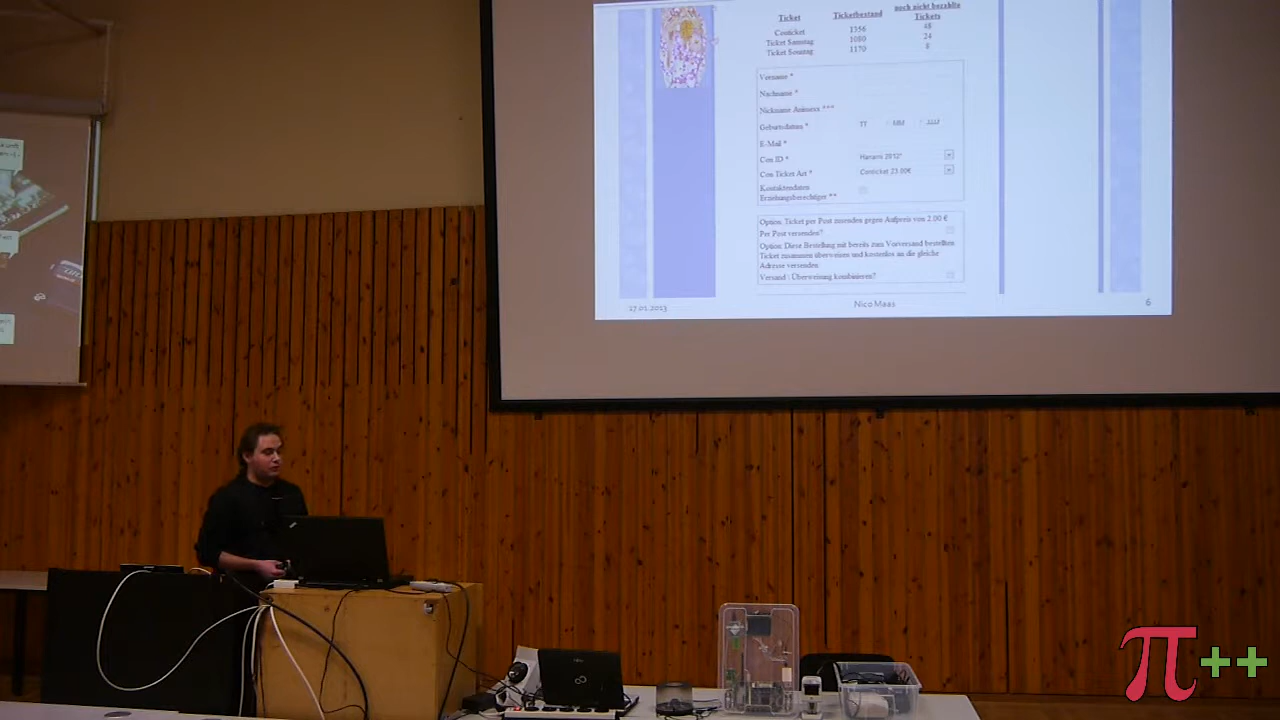 Ticket Ticketbestand noch nicht bezahlte Tickets
Conticket 1356 48
Ticket Samstag 1080 24
Ticket Sonntag 1170 8
Vorname *
Nachname *
Nickname Animexx ***
Geburtsdatum * TT MM JJJJ
E-Mail *
Con ID * Hanami 2012*
Con Ticket Art * Conticket 23.00€
Kontaktdaten
Erziehungsberechtiger **
Option: Ticket per Post zusenden gegen Aufpreis von 2.00 €
Per Post versenden?
Option: Diese Bestellung mit bereits zum Vorversand bestellten
Ticket zusammen überweisen und kostenlos an die gleiche
Adresse versenden.
Versand \ Überweisung kombinieren?
17.01.2013 Nico Maas 6
π++